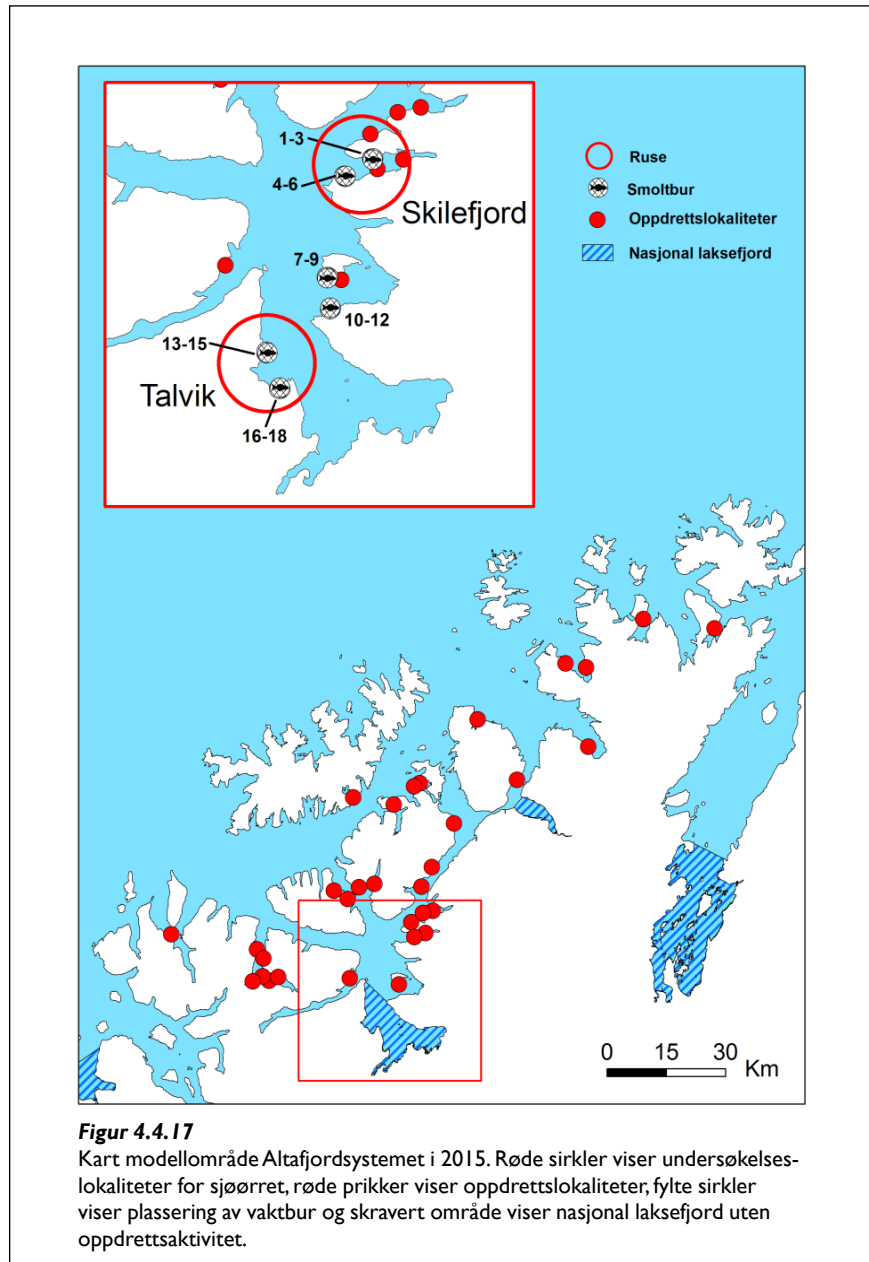 1-3
4-6
Skilefjord
7-9
10-12
13-15
Talvik
16-18
Ruse
Smoltbur
Oppdrettslokaliteter
Nasjonal laksefjord
0 15 30 Km
Figur 4.4.17
Kart modellområde Altafjordsystemet i 2015. Røde sirkler viser undersøkelses-
lokaliteter for sjøørret, røde prikker viser oppdrettslokaliteter, fylte sirkler
viser plassering av vaktbur og skravert område viser nasjonal laksefjord uten
oppdrettsaktivitet.